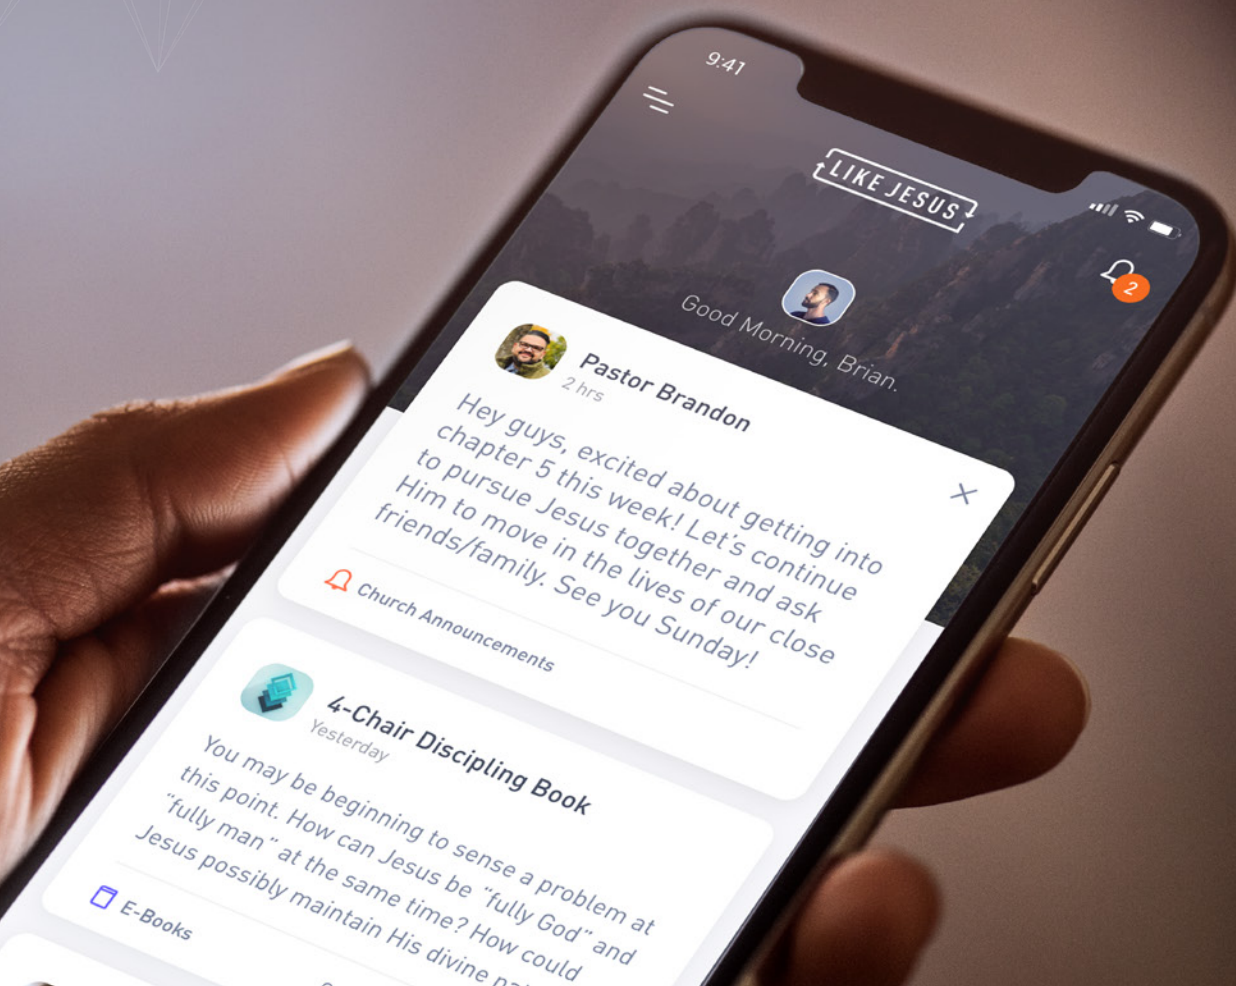 9:41
LIKE JESUS
2
Good Morning, Brian.
Pastor Brandon
2 hrs
Hey guys, excited about getting into
chapter 5 this week! Let's continue
to pursue Jesus together and ask
Him to move in the lives of our close
friends/family. See you Sunday!
Church Announcements
4-Chair Discipling Book
Yesterday
You may be beginning to sense a problem at
this point. How can Jesus be "fully God" and
"fully man" at the same time? How could
Jesus possibly maintain His divine
E-Books